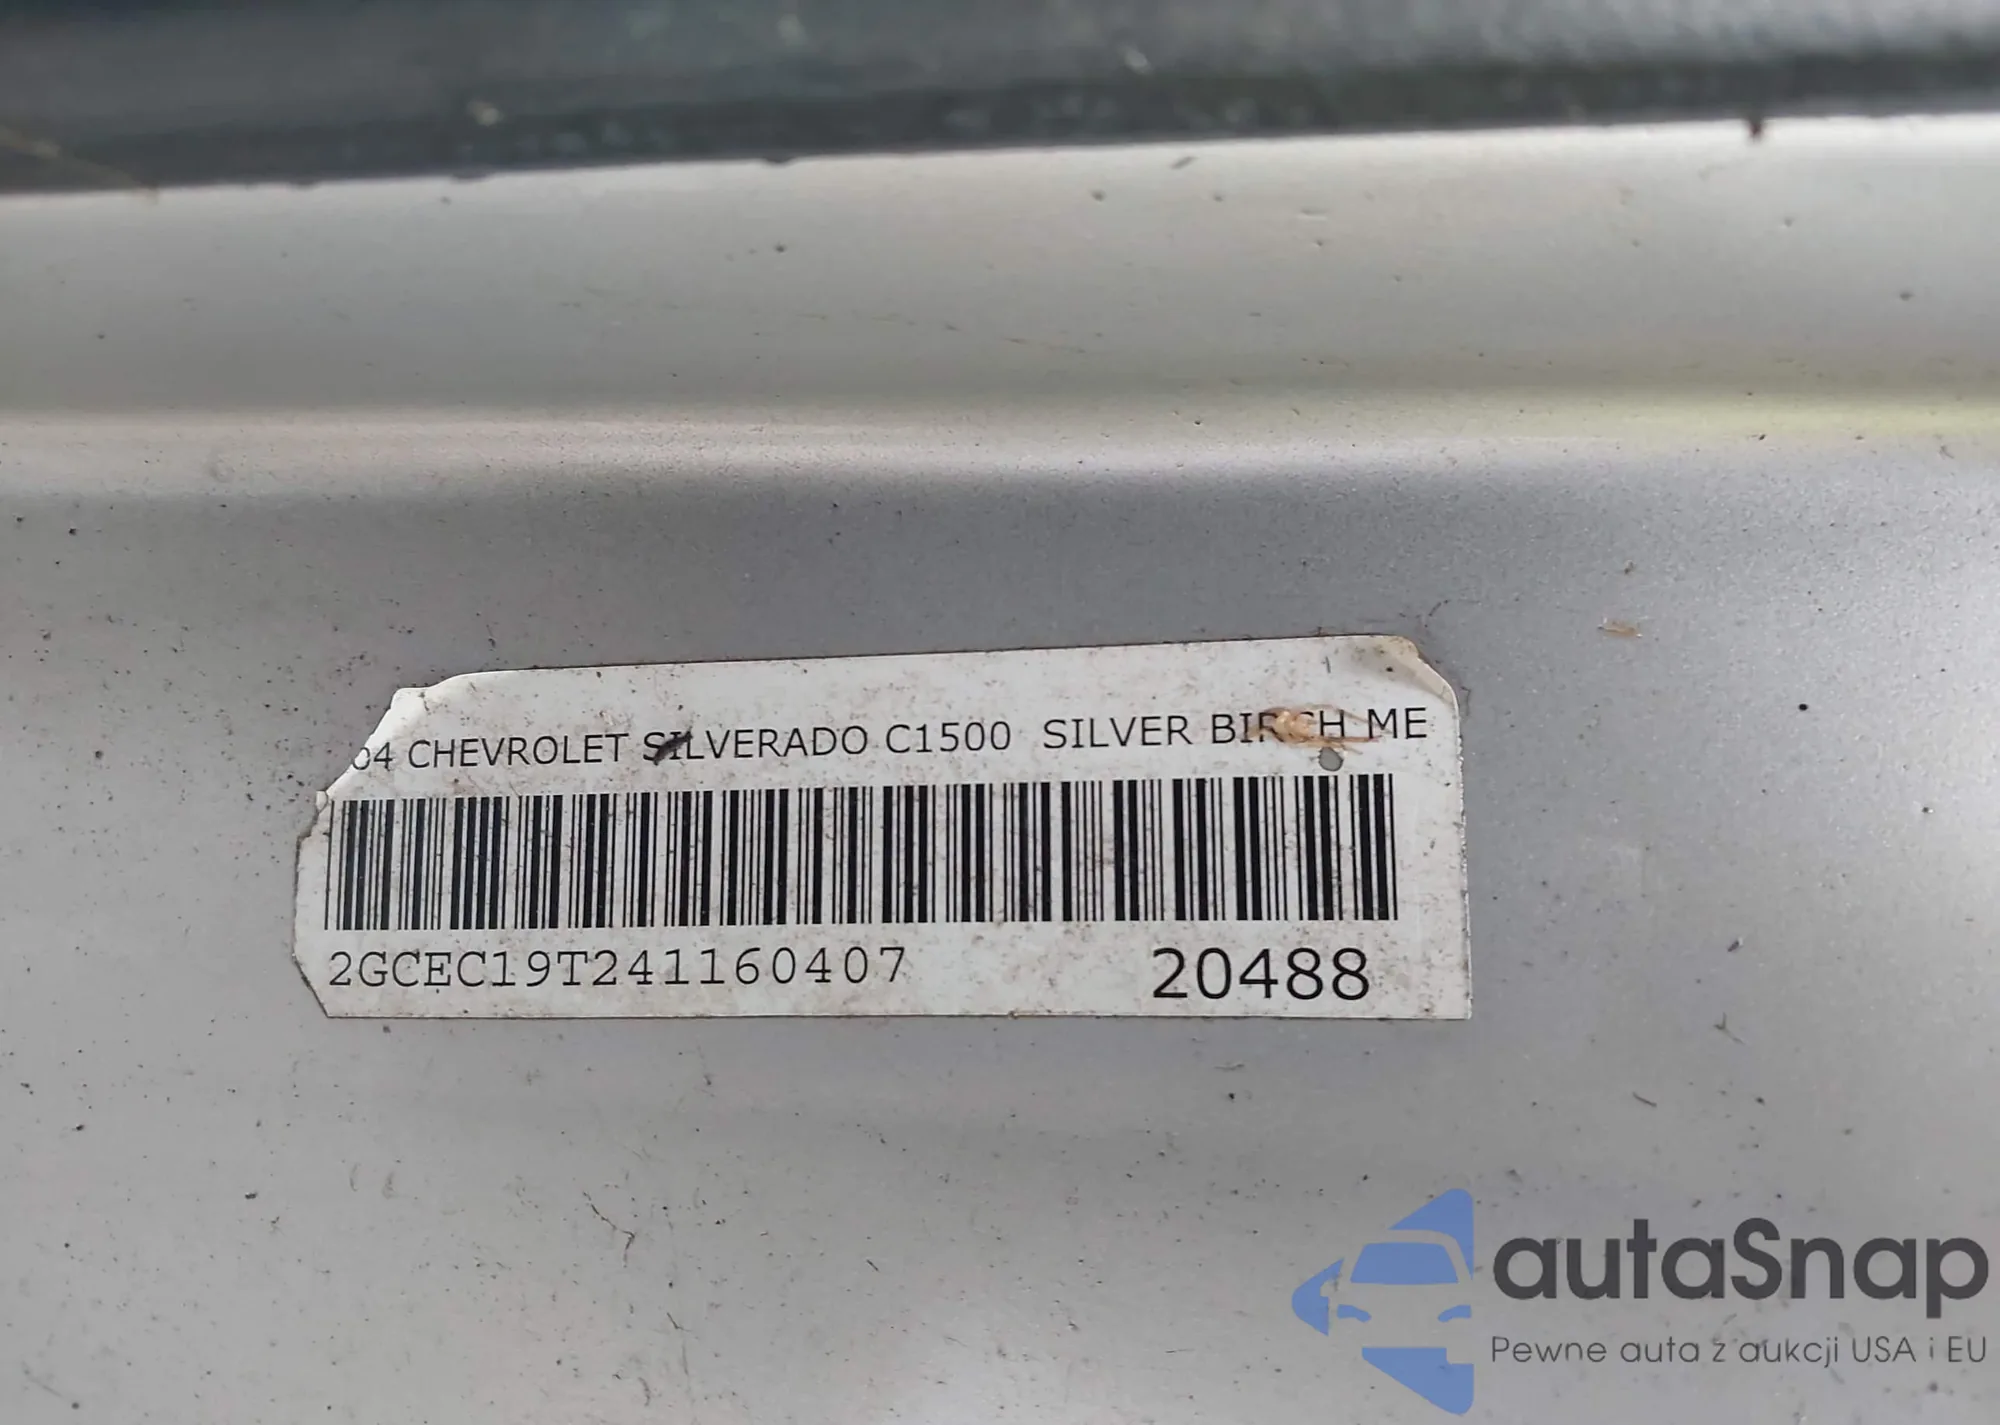 04 CHEVROLET SILVERADO C1500 SILVER BIRCH ME
2GCEC19T241160407 20488
autaSnap
Pewne auta z aukcji USA i EU